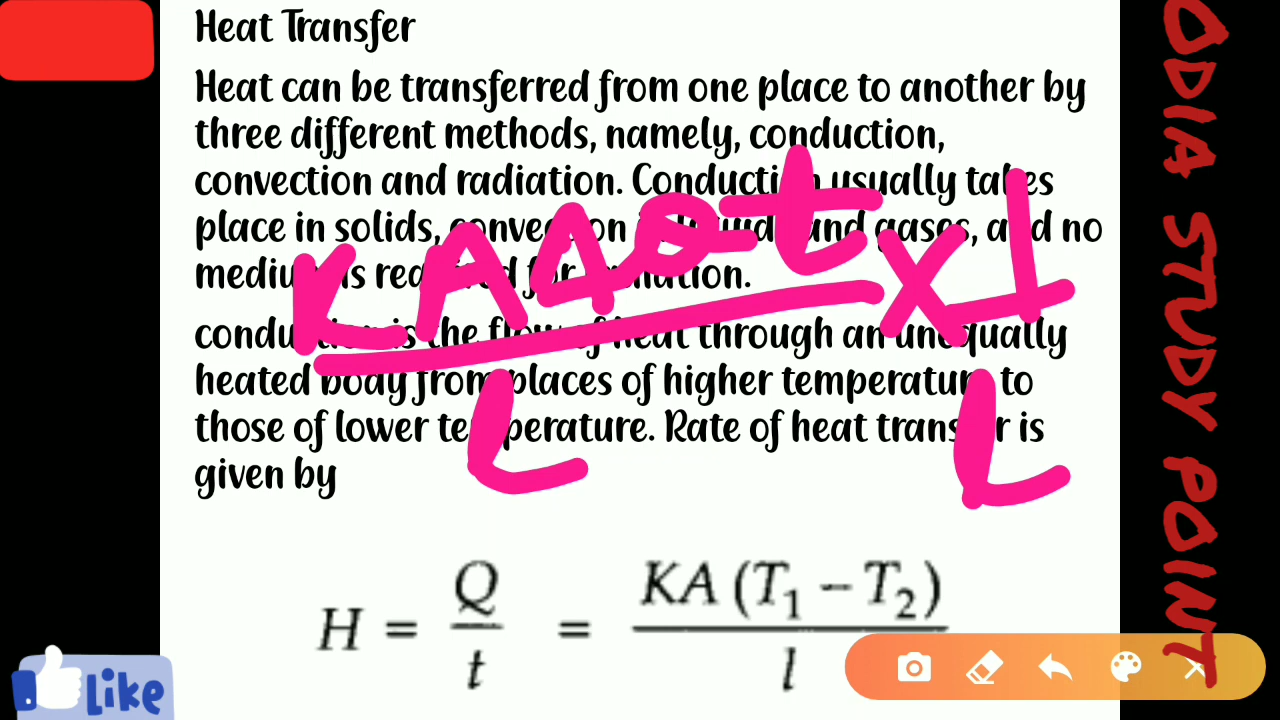 Heat Transfer
Heat can be transferred from one place to another by
three different methods, namely, conduction,
convection and radiation. Conduction usually takes
place in solids, convection in liquids and gases, and no
medium is required for radiation.
conduction is the flow of heat through an unequally
heated body from places of higher temperature to
those of lower temperature. Rate of heat transfer is
given by
H = Q/t = KA (T₁ − T₂)/l
Like
ODIA STUDY POINT